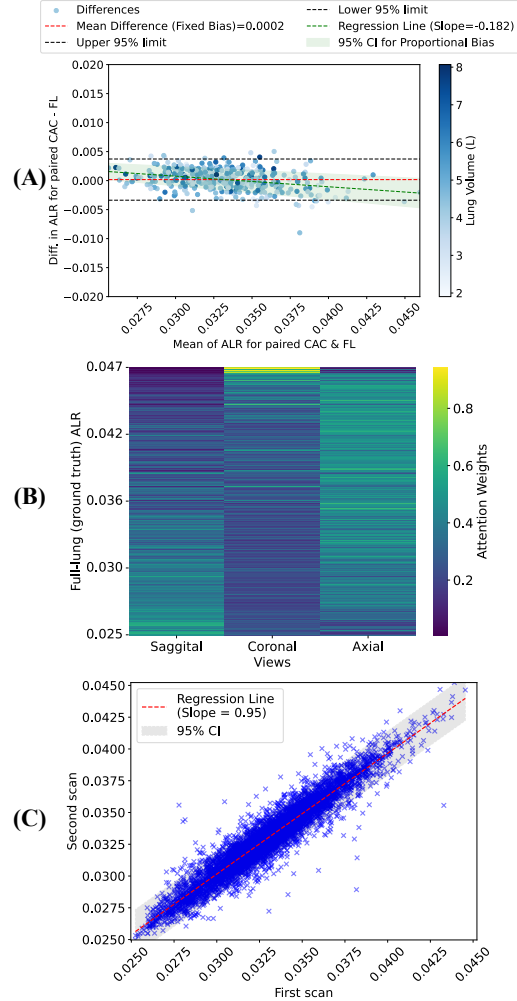 Differences
Mean Difference (Fixed Bias)=0.0002
Upper 95% limit
Lower 95% limit
Regression Line (Slope=-0.182)
95% CI for Proportional Bias
(A)
Diff. in ALR for paired CAC - FL
0.020
0.015
0.010
0.005
0.000
−0.005
−0.010
−0.015
−0.020
0.0275
0.0300
0.0325
0.0350
0.0375
0.0400
0.0425
0.0450
Mean of ALR for paired CAC & FL
8
7
6
5
4
3
2
Lung Volume (L)
(B)
Full-lung (ground truth) ALR
0.047
0.042
0.036
0.030
0.025
Saggital
Coronal
Axial
Views
0.8
0.6
0.4
0.2
Attention Weights
(C)
Second scan
0.0450
0.0425
0.0400
0.0375
0.0350
0.0325
0.0300
0.0275
0.0250
Regression Line
(Slope = 0.95)
95% CI
0.0250
0.0275
0.0300
0.0325
0.0350
0.0375
0.0400
0.0425
0.0450
First scan